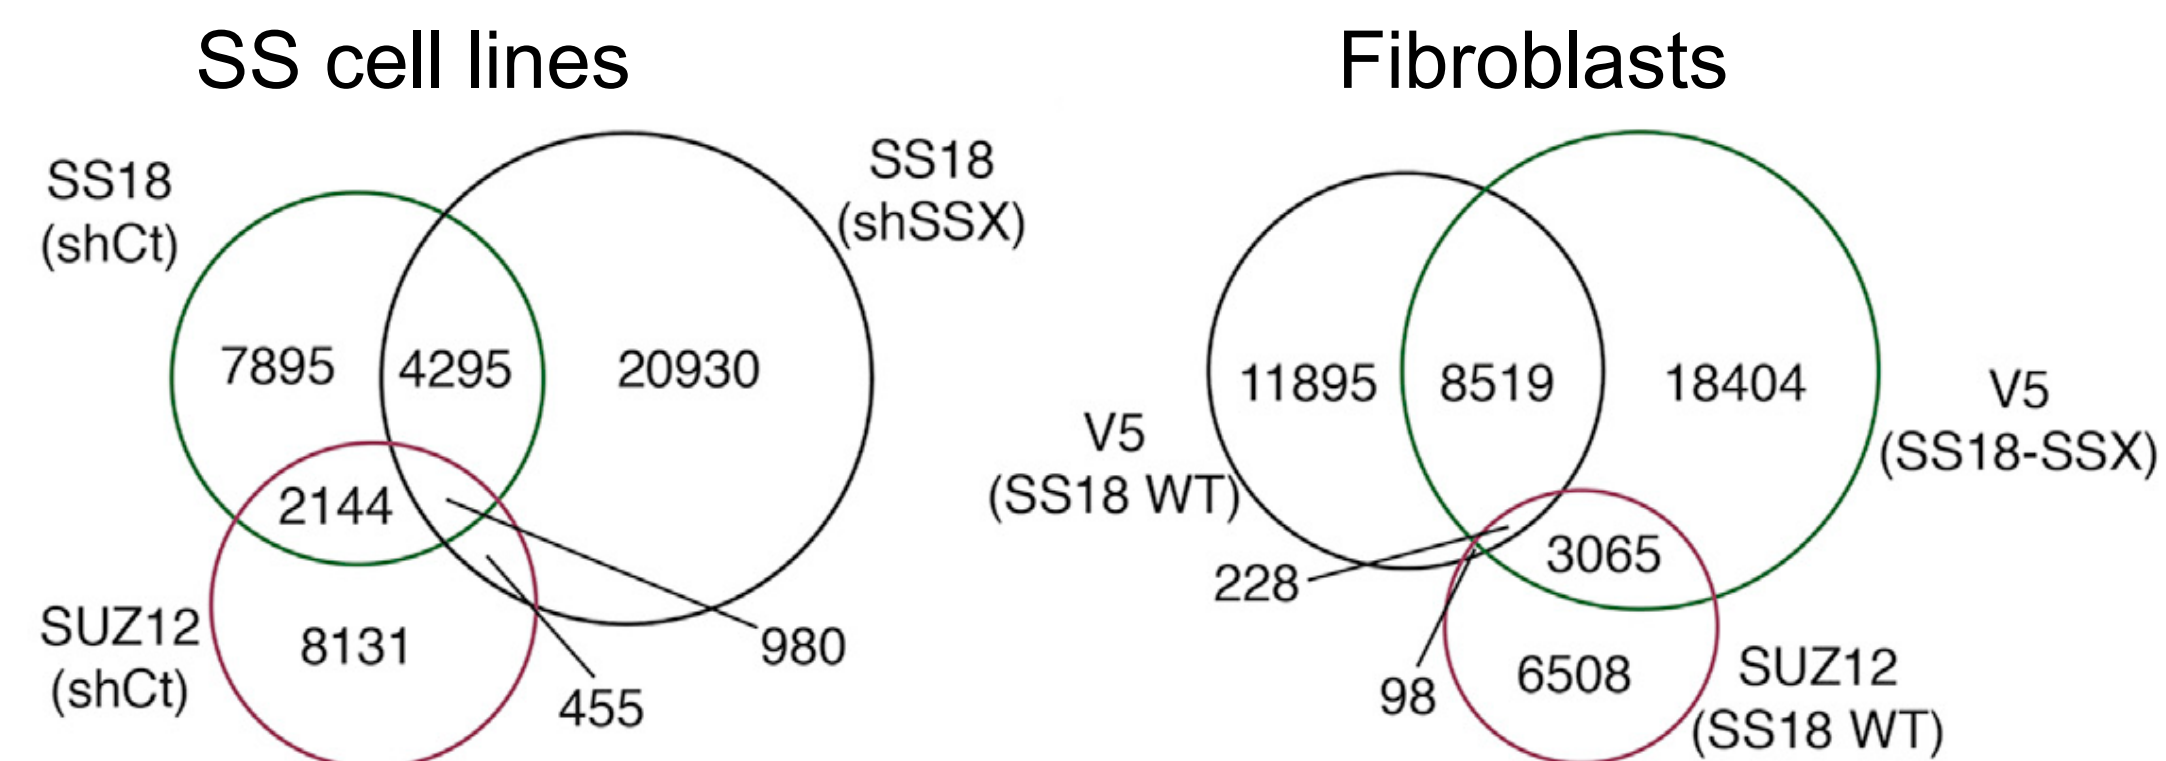 SS cell lines
SS18
(shCt)
SS18
(shSSX)
7895
4295
20930
2144
SUZ12
(shCt)
8131
980
455
Fibroblasts
11895
8519
18404
V5
(SS18 WT)
V5
(SS18-SSX)
228
3065
98
6508
SUZ12
(SS18 WT)